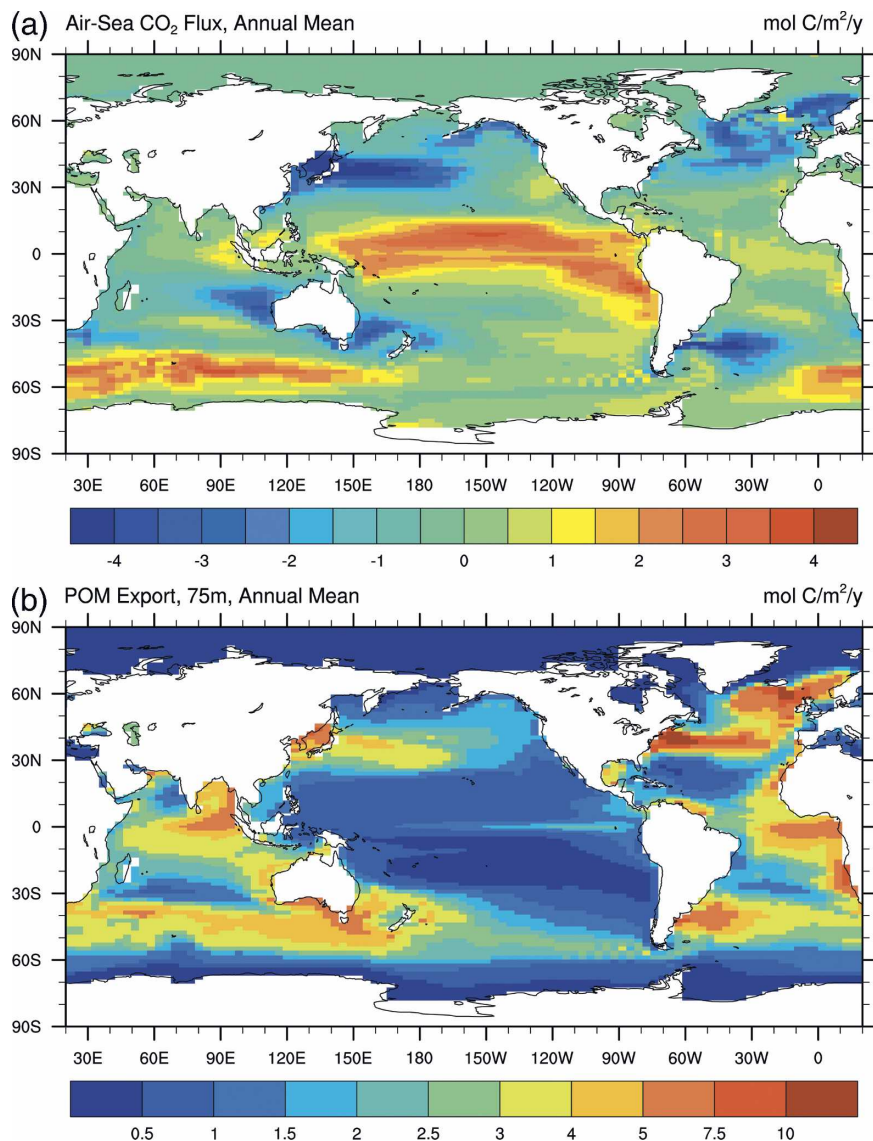 (a) Air-Sea CO₂ Flux, Annual Mean mol C/m²/y
90N
60N
30N
0
30S
60S
90S
30E 60E 90E 120E 150E 180 150W 120W 90W 60W 30W 0
-4 -3 -2 -1 0 1 2 3 4
(b) POM Export, 75m, Annual Mean mol C/m²/y
90N
60N
30N
0
30S
60S
90S
30E 60E 90E 120E 150E 180 150W 120W 90W 60W 30W 0
0.5 1 1.5 2 2.5 3 4 5 7.5 10